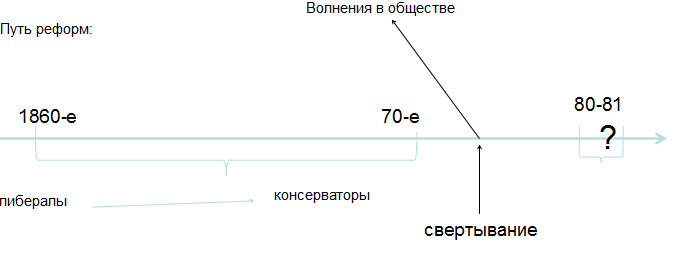 Волнения в обществе
Путь реформ:
80-81
1860-е
70-е
?
либералы
консерваторы
свертывание